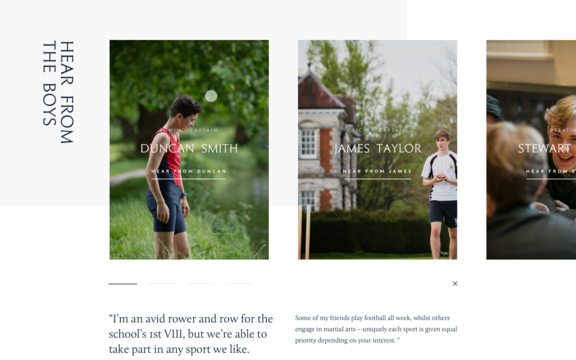 HEAR FROM
THE BOYS
CAPTAIN
DUNCAN SMITH
HEAR FROM DUNCAN
CAPTAIN
JAMES TAYLOR
HEAR FROM JAMES
STEWART
HEAR FROM
“I’m an avid rower and row for the
school’s 1st VIII, but we’re able to
take part in any sport we like.
Some of my friends play football all week, whilst others
engage in martial arts – uniquely each sport is given equal
priority depending on your interest. ”